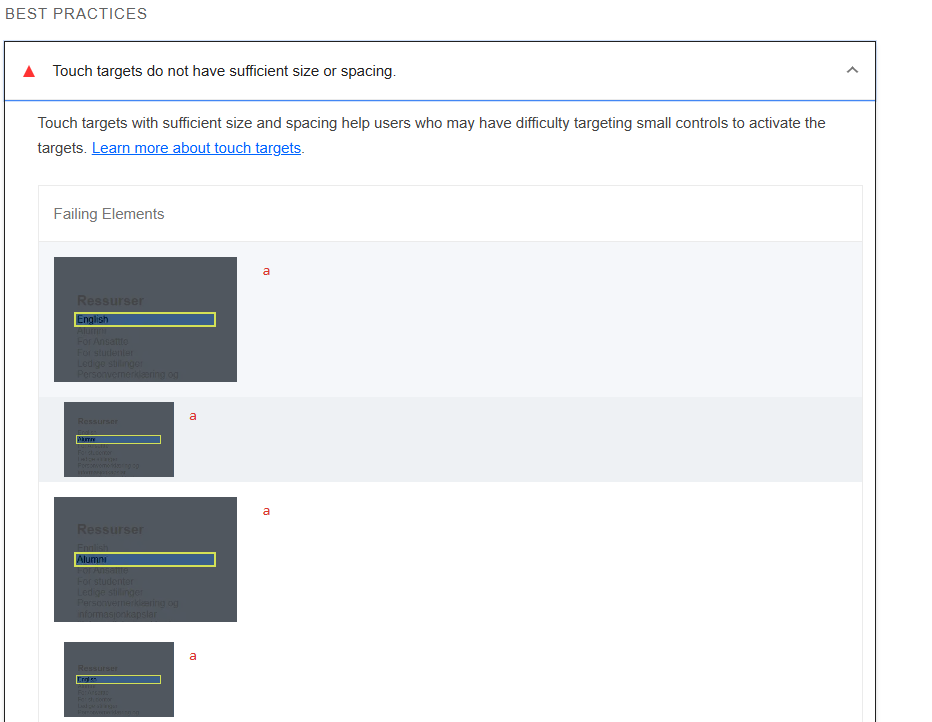 BEST PRACTICES
Touch targets do not have sufficient size or spacing.
Touch targets with sufficient size and spacing help users who may have difficulty targeting small controls to activate the
targets. Learn more about touch targets.
Failing Elements
a
Ressurser
English
Alumni
For Ansatte
For studenter
Ledige stillinger
Personvernerklæring og
a
Ressurser
Alumni
a
Ressurser
English
Alumni
For Ansatte
For studenter
Ledige stillinger
Personvernerklæring og
informasjonskapsler
a
Ressurser
English